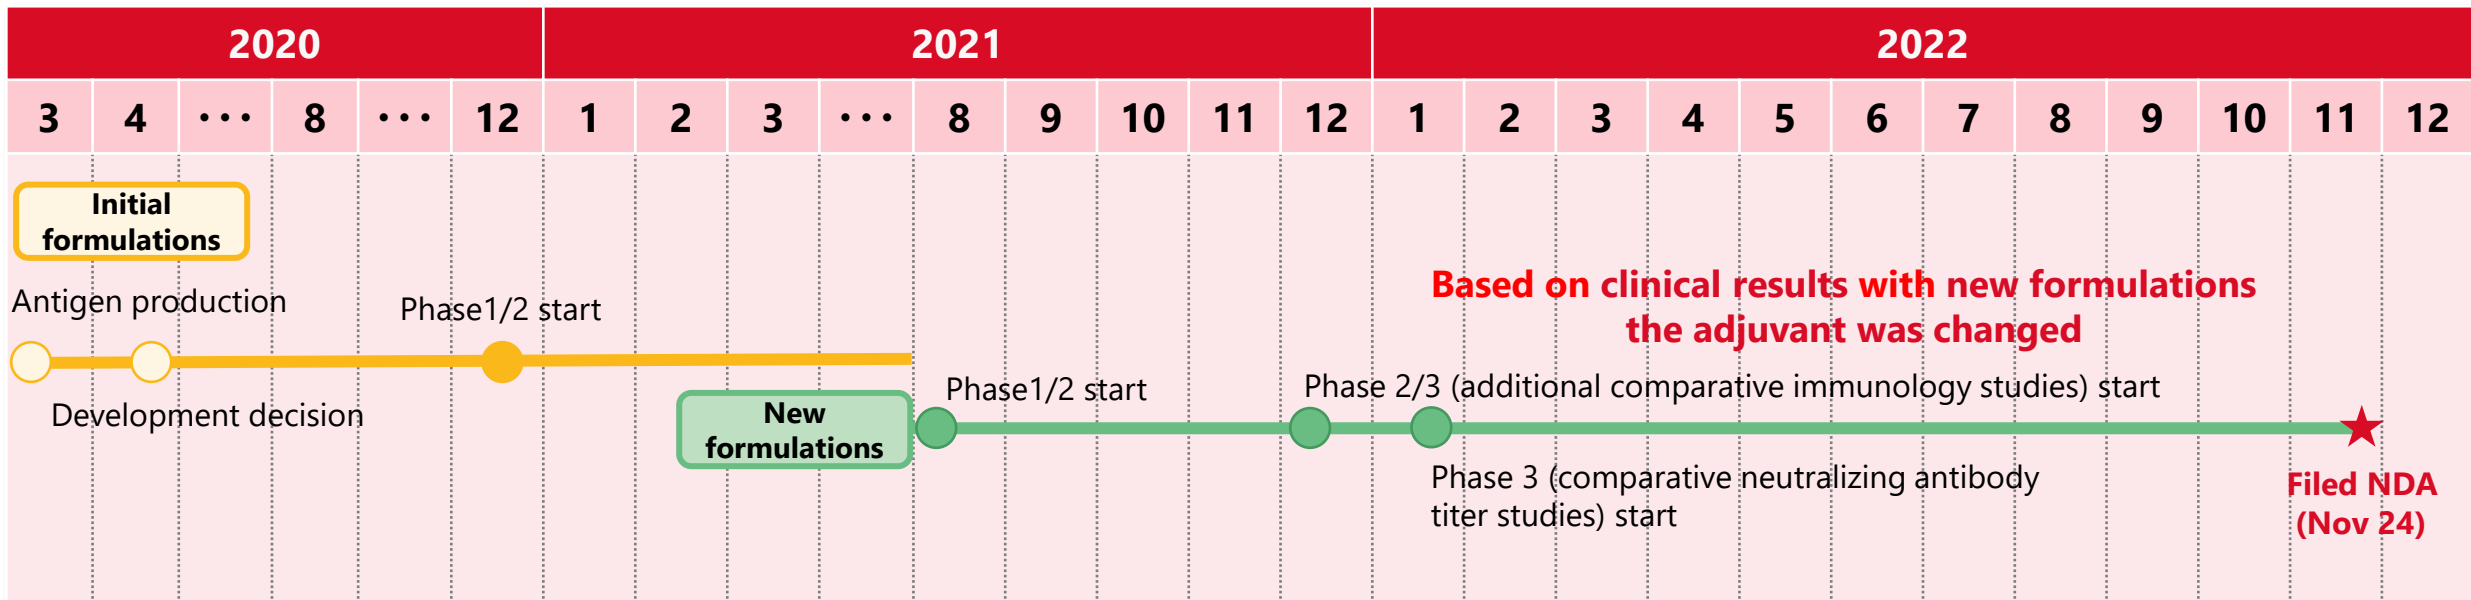 2020 2021 2022
3 4 ・・・ 8 ・・・ 12 1 2 3 ・・・ 8 9 10 11 12 1 2 3 4 5 6 7 8 9 10 11 12
Initial
formulations
Antigen production
Phase1/2 start
Development decision
Based on clinical results with new formulations
the adjuvant was changed
New
formulations
Phase1/2 start
Phase 2/3 (additional comparative immunology studies) start
Phase 3 (comparative neutralizing antibody
titer studies) start
Filed NDA
(Nov 24)